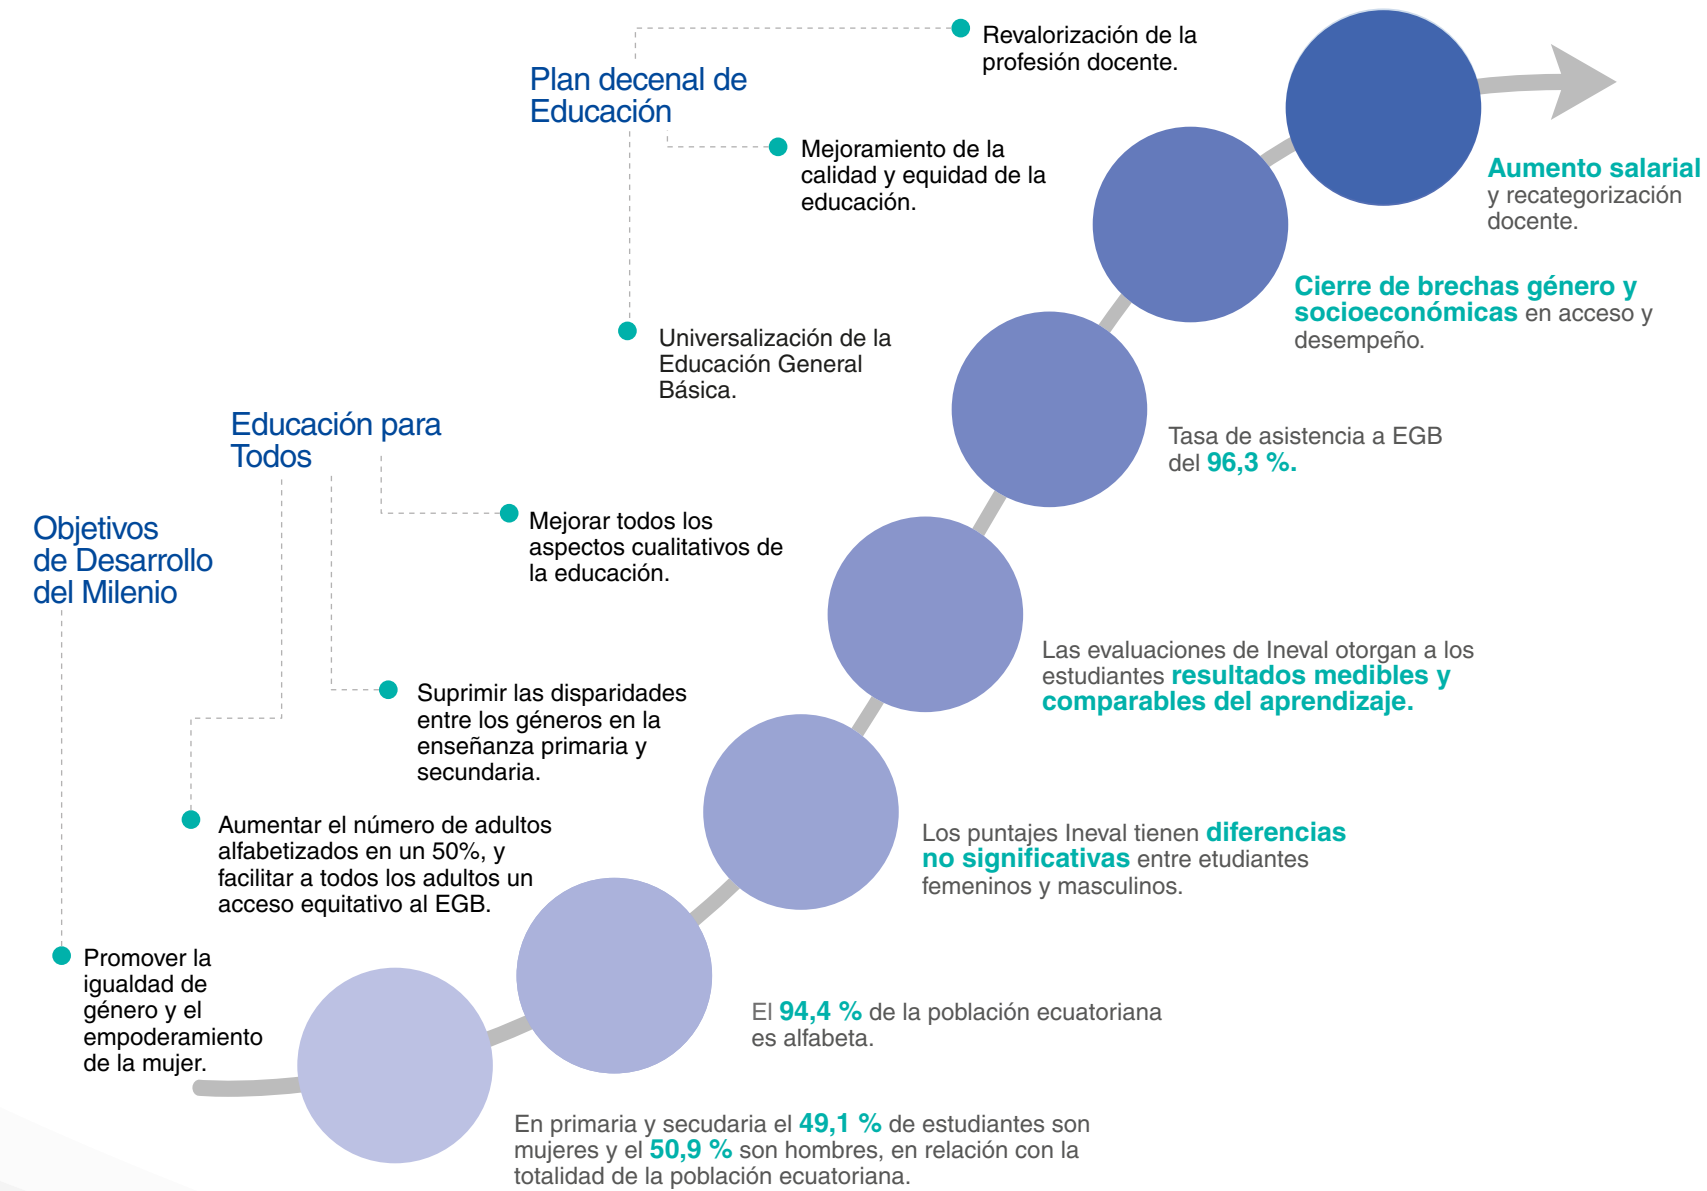 Revalorización de la
profesión docente.
Plan decenal de
Educación
Mejoramiento de la
calidad y equidad de la
educación.
Aumento salarial
y recategorización
docente.
Cierre de brechas género y
socioeconómicas en acceso y
desempeño.
Universalización de la
Educación General
Básica.
Educación para
Todos
Tasa de asistencia a EGB
del 96,3 %.
Objetivos
de Desarrollo
del Milenio
Mejorar todos los
aspectos cualitativos de
la educación.
Las evaluaciones de Ineval otorgan a los
estudiantes resultados medibles y
comparables del aprendizaje.
Suprimir las disparidades
entre los géneros en la
enseñanza primaria y
secundaria.
Aumentar el número de adultos
alfabetizados en un 50%, y
facilitar a todos los adultos un
acceso equitativo al EGB.
Los puntajes Ineval tienen diferencias
no significativas entre etudiantes
femeninos y masculinos.
Promover la
igualdad de
género y el
empoderamiento
de la mujer.
El 94,4 % de la población ecuatoriana
es alfabeta.
En primaria y secudaria el 49,1 % de estudiantes son
mujeres y el 50,9 % son hombres, en relación con la
totalidad de la población ecuatoriana.